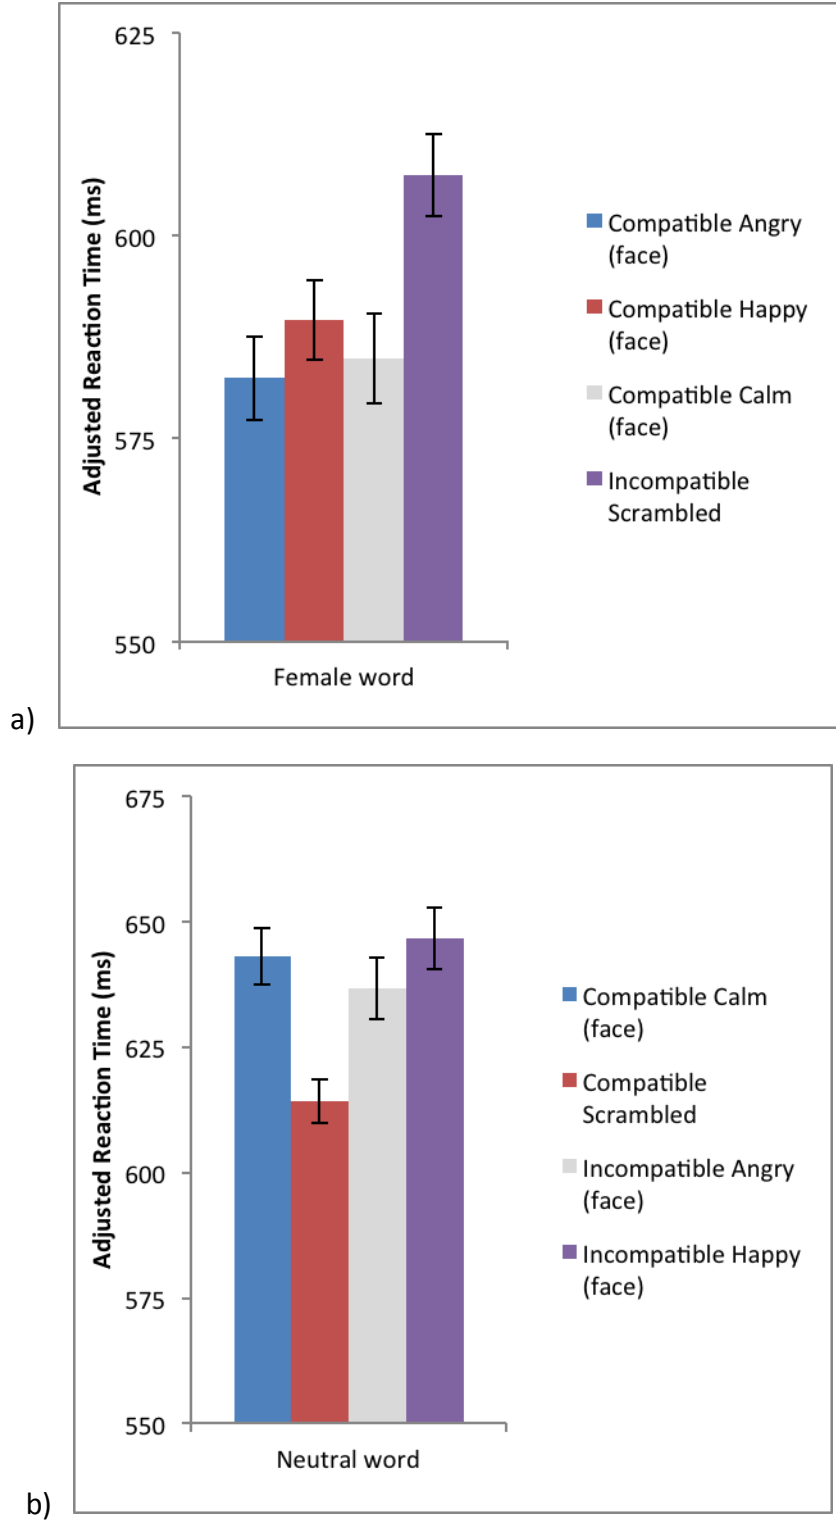 625
600
575
550
Adjusted Reaction Time (ms)
Female word
Compatible Angry
(face)
Compatible Happy
(face)
Compatible Calm
(face)
Incompatible
Scrambled
a)
675
650
625
600
575
550
Adjusted Reaction Time (ms)
Neutral word
Compatible Calm
(face)
Compatible
Scrambled
Incompatible Angry
(face)
Incompatible Happy
(face)
b)